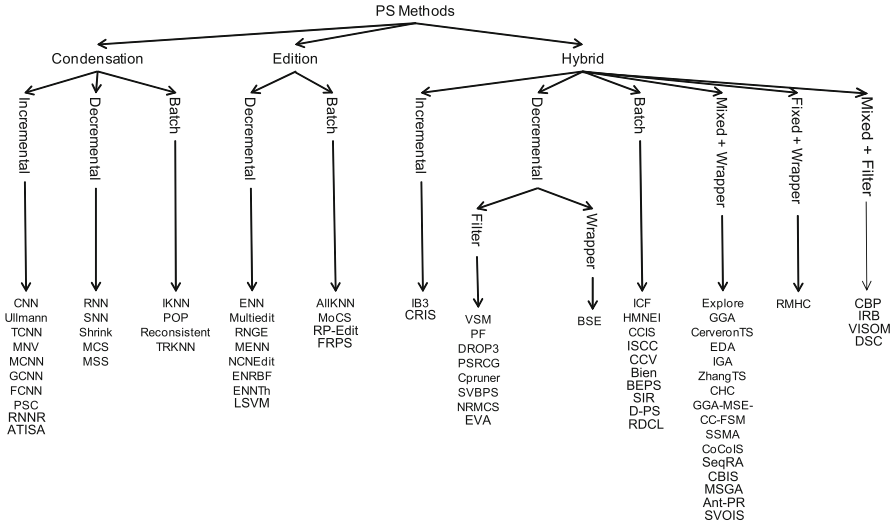 PS Methods
Condensation
Edition
Hybrid
Incremental
Decremental
Batch
Decremental
Batch
Incremental
Decremental
Batch
Mixed + Wrapper
Fixed + Wrapper
Mixed + Filter
Filter
Wrapper
CNN
Ullmann
TCNN
MNV
MCNN
GCNN
FCNN
PSC
RNNR
ATISA
RNN
SNN
Shrink
MCS
MSS
IKNN
POP
Reconsistent
TRKNN
ENN
Multiedit
RNGE
MENN
NCNEdit
ENRBF
ENNTh
LSVM
AllKNN
MoCS
RP-Edit
FRPS
IB3
CRIS
VSM
PF
DROP3
PSRCG
Cpruner
SVBPS
NRMCS
EVA
BSE
ICF
HMNEI
CCIS
ISCC
CCV
Bien
BEPS
SIR
D-PS
RDCL
Explore
GGA
CerveronTS
EDA
IGA
ZhangTS
CHC
GGA-MSE-
CC-FSM
SSMA
CoCoIS
SeqRA
CBIS
MSGA
Ant-PR
SVOIS
RMHC
CBP
IRB
VISOM
DSC